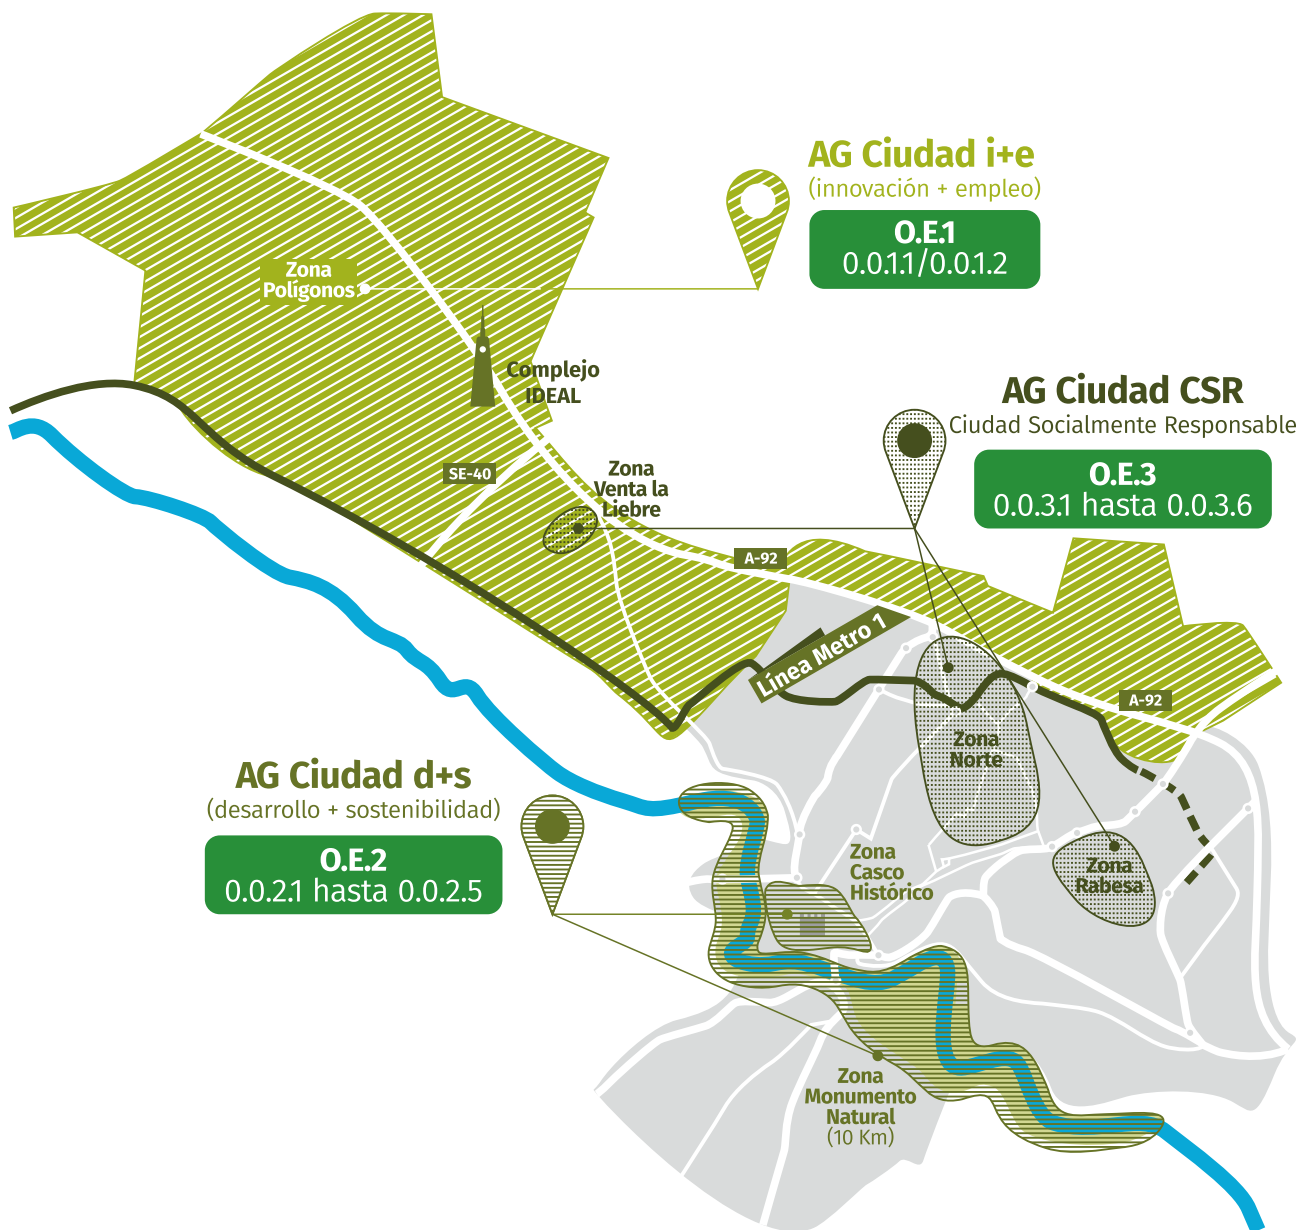 AG Ciudad i+e
(innovación + empleo)
O.E.1
0.0.1.1/0.0.1.2
Zona
Polígonos
Complejo
IDEAL
AG Ciudad CSR
Ciudad Socialmente Responsable
O.E.3
0.0.3.1 hasta 0.0.3.6
SE-40
Zona
Venta la
Liebre
A-92
Línea Metro 1
A-92
Zona
Norte
AG Ciudad d+s
(desarrollo + sostenibilidad)
O.E.2
0.0.2.1 hasta 0.0.2.5
Zona
Casco
Histórico
Zona
Rabesa
Zona
Monumento
Natural
(10 Km)